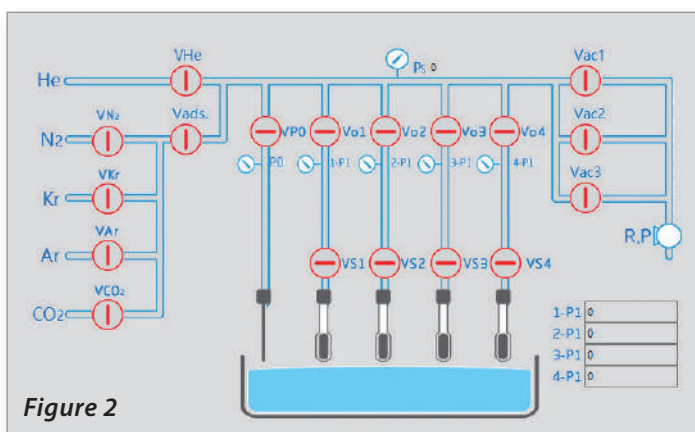 VHe
He
Ps 0
Vac1
VN2
Vads.
N2
VP0
Vo1
Vo2
Vo3
Vo4
Vac2
P0
1-P1
2-P1
3-P1
4-P1
VKr
Kr
Vac3
VAr
Ar
R.P
VS1
VS2
VS3
VS4
VCO2
CO2
1-P1 0
2-P1 0
3-P1 0
4-P1 0
Figure 2